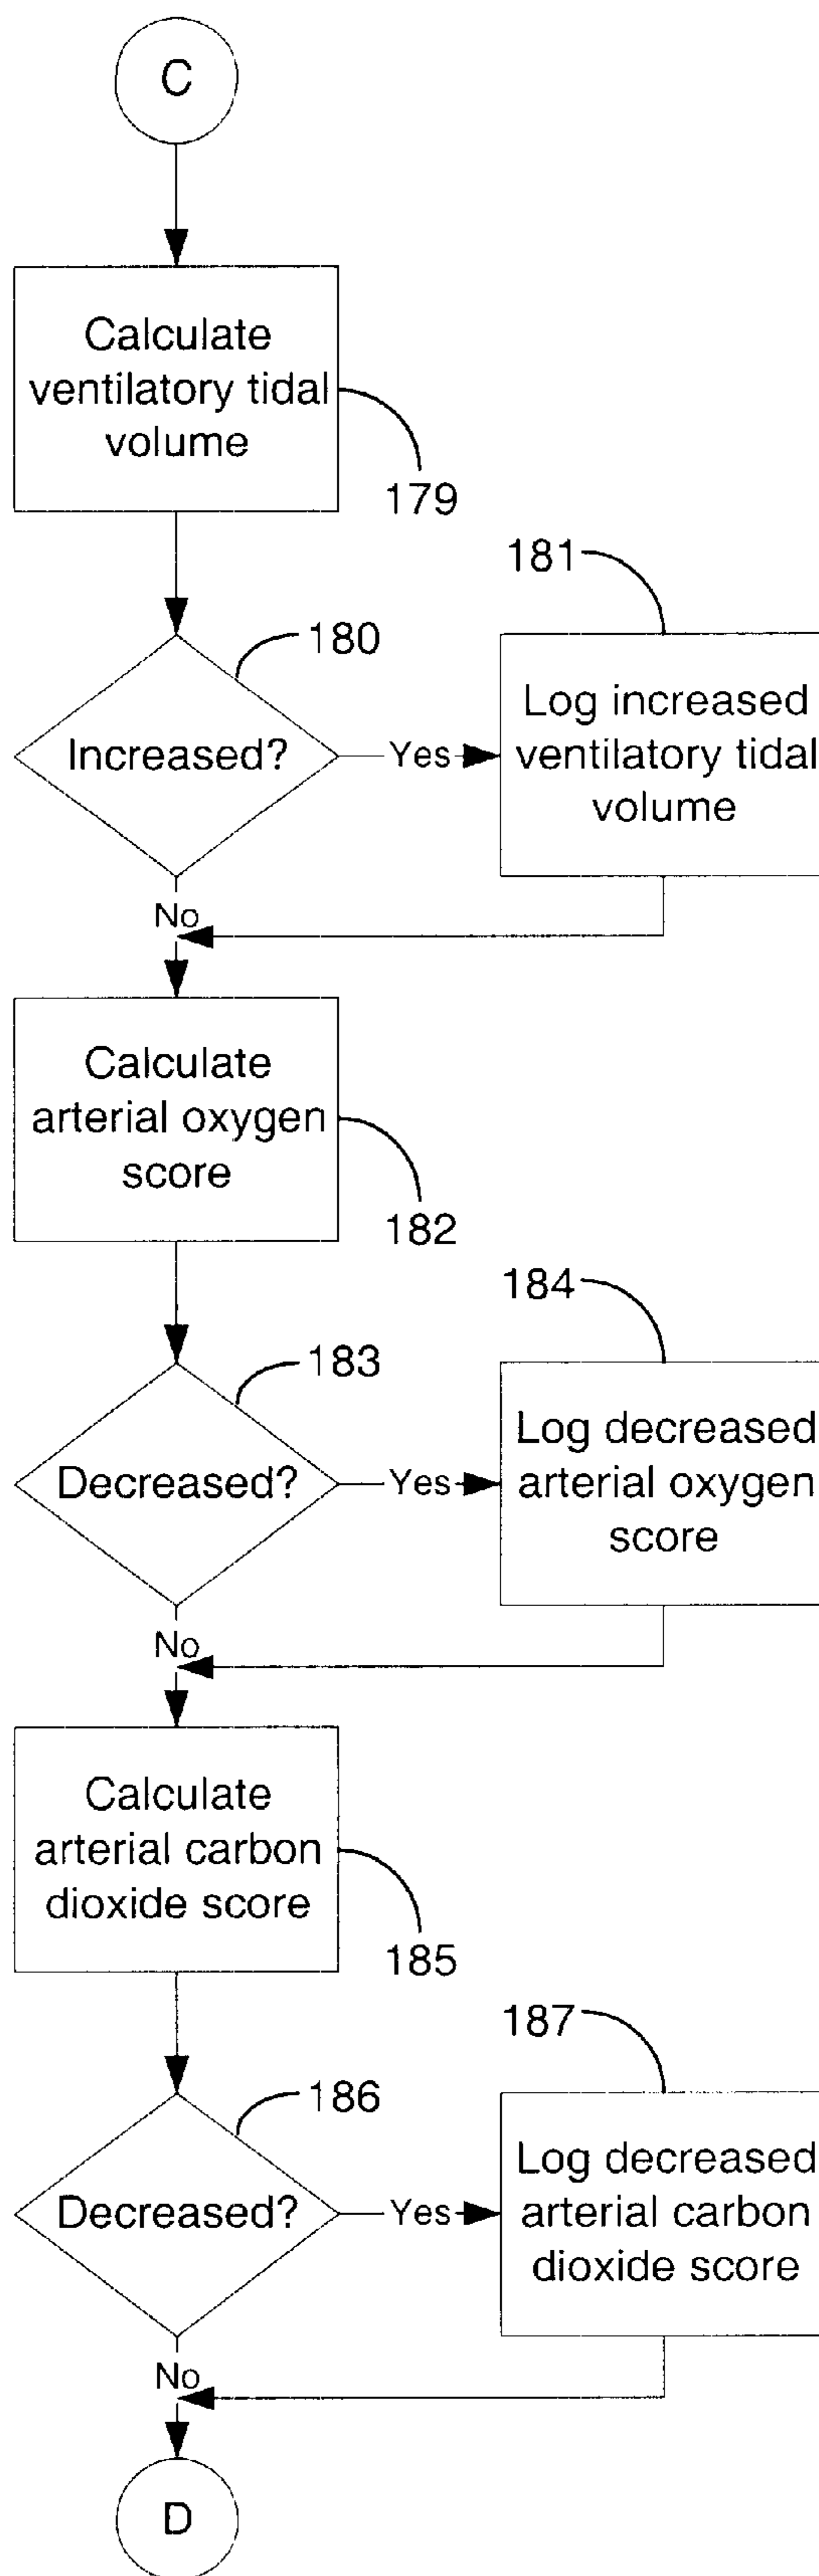 C
Calculate
ventilatory tidal
volume
179
180
Increased?
Yes
181
Log increased
ventilatory tidal
volume
No
Calculate
arterial oxygen
score
182
183
Decreased?
Yes
184
Log decreased
arterial oxygen
score
No
Calculate
arterial carbon
dioxide score
185
186
Decreased?
Yes
187
Log decreased
arterial carbon
dioxide score
No
D